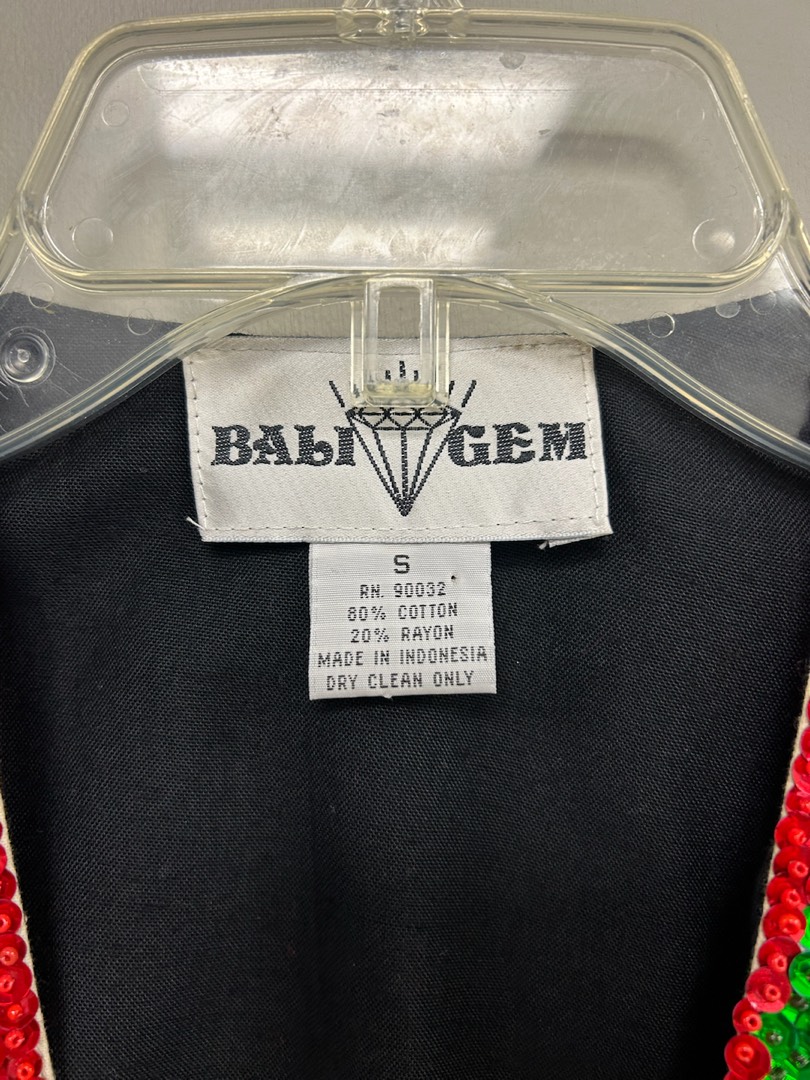 BALI GEM
S
RN. 90032
80% COTTON
20% RAYON
MADE IN INDONESIA
DRY CLEAN ONLY